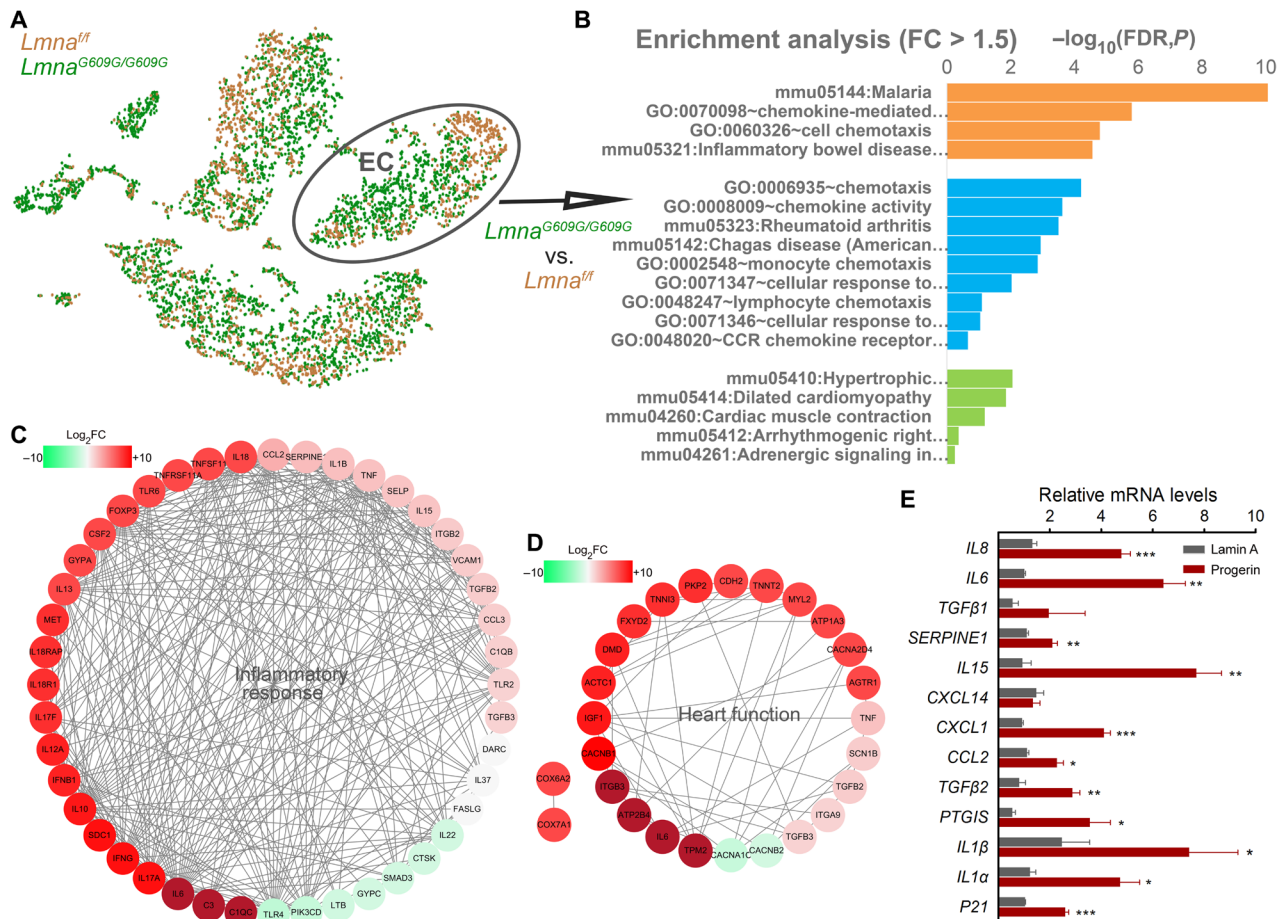 A
Lmna^f/f
Lmna^G609G/G609G
EC
Lmna^G609G/G609G
vs.
Lmna^f/f
B
Enrichment analysis (FC > 1.5) –log10(FDR,P)
0 2 4 6 8 10
mmu05144:Malaria
GO:0070098~chemokine-mediated…
GO:0060326~cell chemotaxis
mmu05321:Inflammatory bowel disease…
GO:0006935~chemotaxis
GO:0008009~chemokine activity
mmu05323:Rheumatoid arthritis
mmu05142:Chagas disease (American…
GO:0002548~monocyte chemotaxis
GO:0071347~cellular response to…
GO:0048247~lymphocyte chemotaxis
GO:0071346~cellular response to…
GO:0048020~CCR chemokine receptor…
mmu05410:Hypertrophic…
mmu05414:Dilated cardiomyopathy
mmu04260:Cardiac muscle contraction
mmu05412:Arrhythmogenic right…
mmu04261:Adrenergic signaling in…
C
Log2FC
–10 +10
IL18
CCL2
SERPINE
IL1B
TNF
SELP
IL15
ITGB2
VCAM1
TGFB2
CCL3
C1QB
TLR2
TGFB3
DARC
IL37
FASLG
IL22
CTSK
SMAD3
GYPC
LTB
PIK3CD
TLR4
C1QC
C3
IL6
IL17A
IFNG
SDC1
IL10
IFNB1
IL12A
IL17F
IL18R1
IL18RAP
MET
IL13
GYPA
CSF2
FOXP3
TLR6
TNFRSF11A
TNFSF11
Inflammatory
response
D
Log2FC
–10 +10
CDH2
TNNT2
MYL2
ATP1A3
CACNA2D4
AGTR1
TNF
SCN1B
TGFB2
ITGA9
TGFB3
CACNB2
CACNA1C
TPM2
IL6
ATP2B4
ITGB3
CACNB1
IGF1
ACTC1
DMD
FXYD2
TNNI3
PKP2
COX6A2
COX7A1
Heart function
E
Relative mRNA levels
2 4 6 8 10
Lamin A
Progerin
IL8 ***
IL6 **
TGFβ1
SERPINE1 **
IL15 **
CXCL14
CXCL1 ***
CCL2 *
TGFβ2 **
PTGIS *
IL1β *
IL1α *
P21 ***